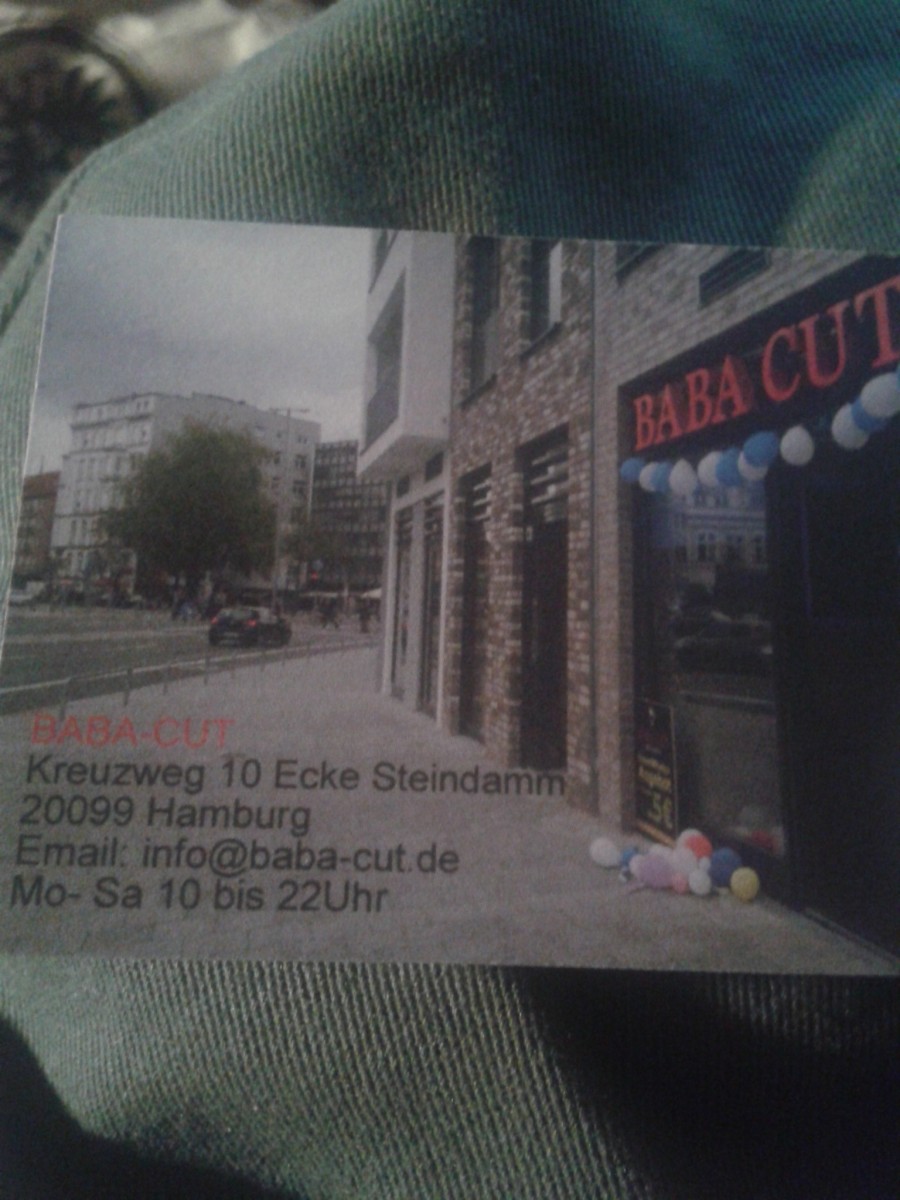 BABA CUT
5€
BABA-CUT
Kreuzweg 10 Ecke Steindamm
20099 Hamburg
Email: info@baba-cut.de
Mo- Sa 10 bis 22Uhr